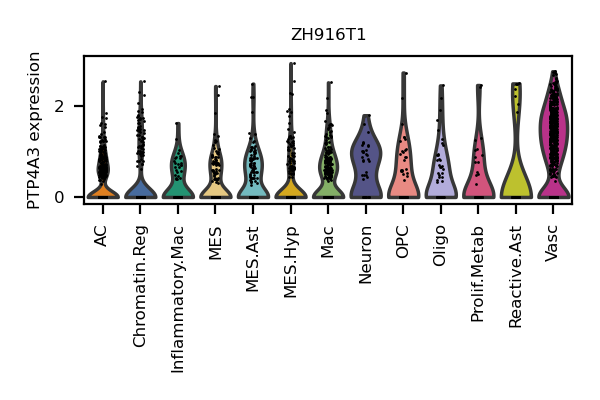 ZH916T1
PTP4A3 expression
2
0
AC
Chromatin.Reg
Inflammatory.Mac
MES
MES.Ast
MES.Hyp
Mac
Neuron
OPC
Oligo
Prolif.Metab
Reactive.Ast
Vasc